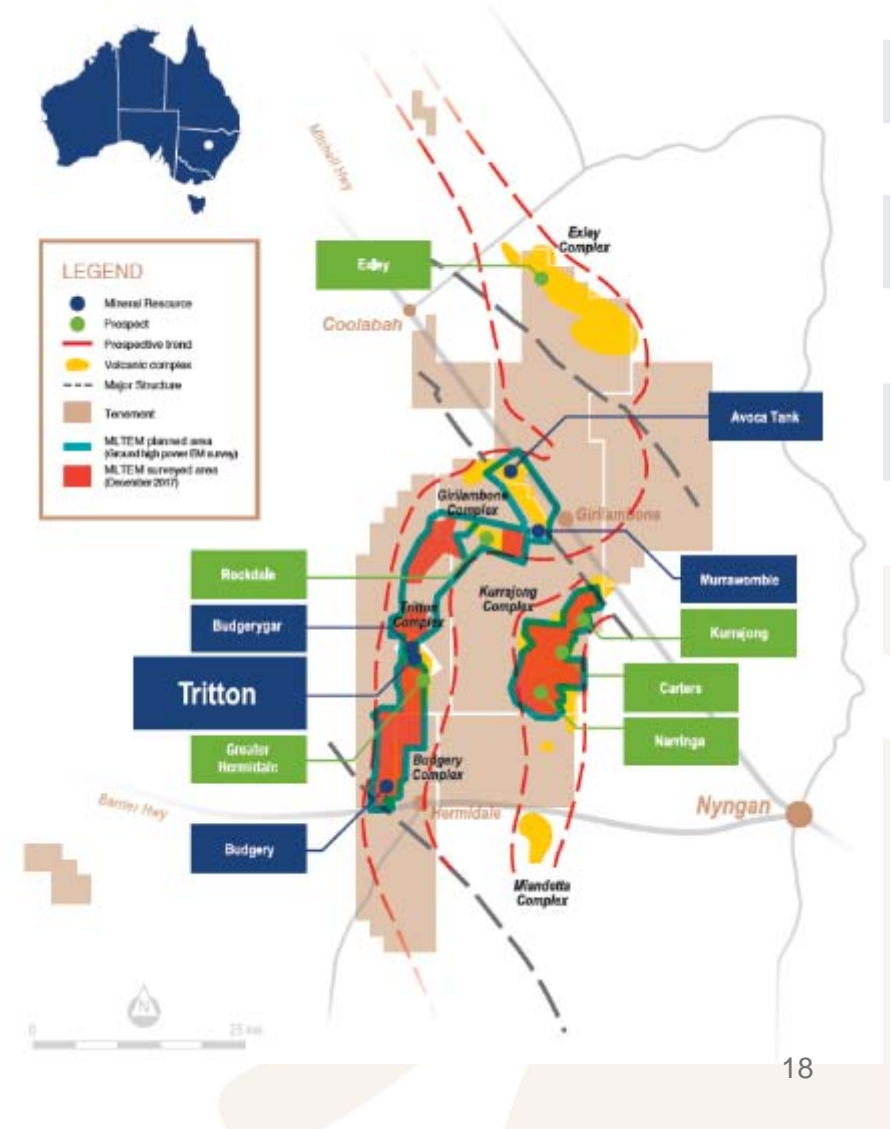 Mitchell Hwy
Exley
Complex
Exley
LEGEND
Mineral Resource
Prospect
Prospective trend
Volcanic complex
Major Structure
Tenement
MLTEM planned area
(Ground high power EM survey)
MLTEM surveyed area
(December 2017)
Coolabah
Avoca Tank
Girilambone
Complex
Girilambone
Rockdale
Murrawombie
Kurrajong
Complex
Tritton
Complex
Budgerygar
Kurrajong
Tritton
Carters
Narringa
Greater
Hermidale
Budgery
Complex
Barrier Hwy
Hermidale
Nyngan
Budgery
Miandetta
Complex
N
0
25 km
18